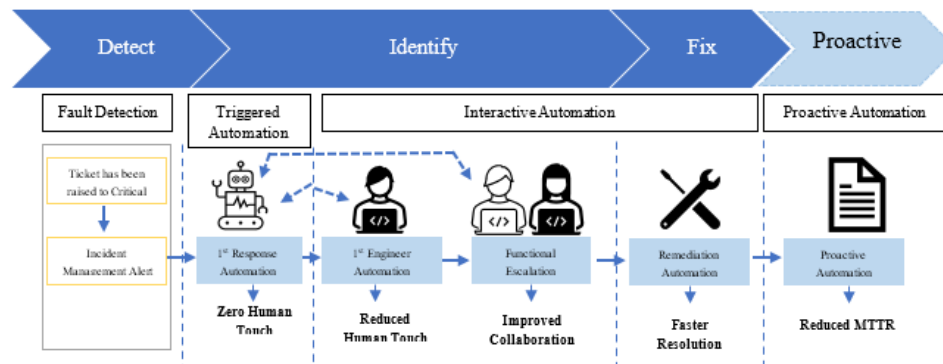 Detect
Identify
Fix
Proactive
Fault Detection
Triggered
Automation
Interactive Automation
Proactive Automation
Ticket has been
raised to Critical
Incident
Management Alert
</>
</>
</>
1st Response
Automation
1st Engineer
Automation
Functional
Escalation
Remediation
Automation
Proactive
Automation
Zero Human
Touch
Reduced
Human Touch
Improved
Collaboration
Faster
Resolution
Reduced MTTR